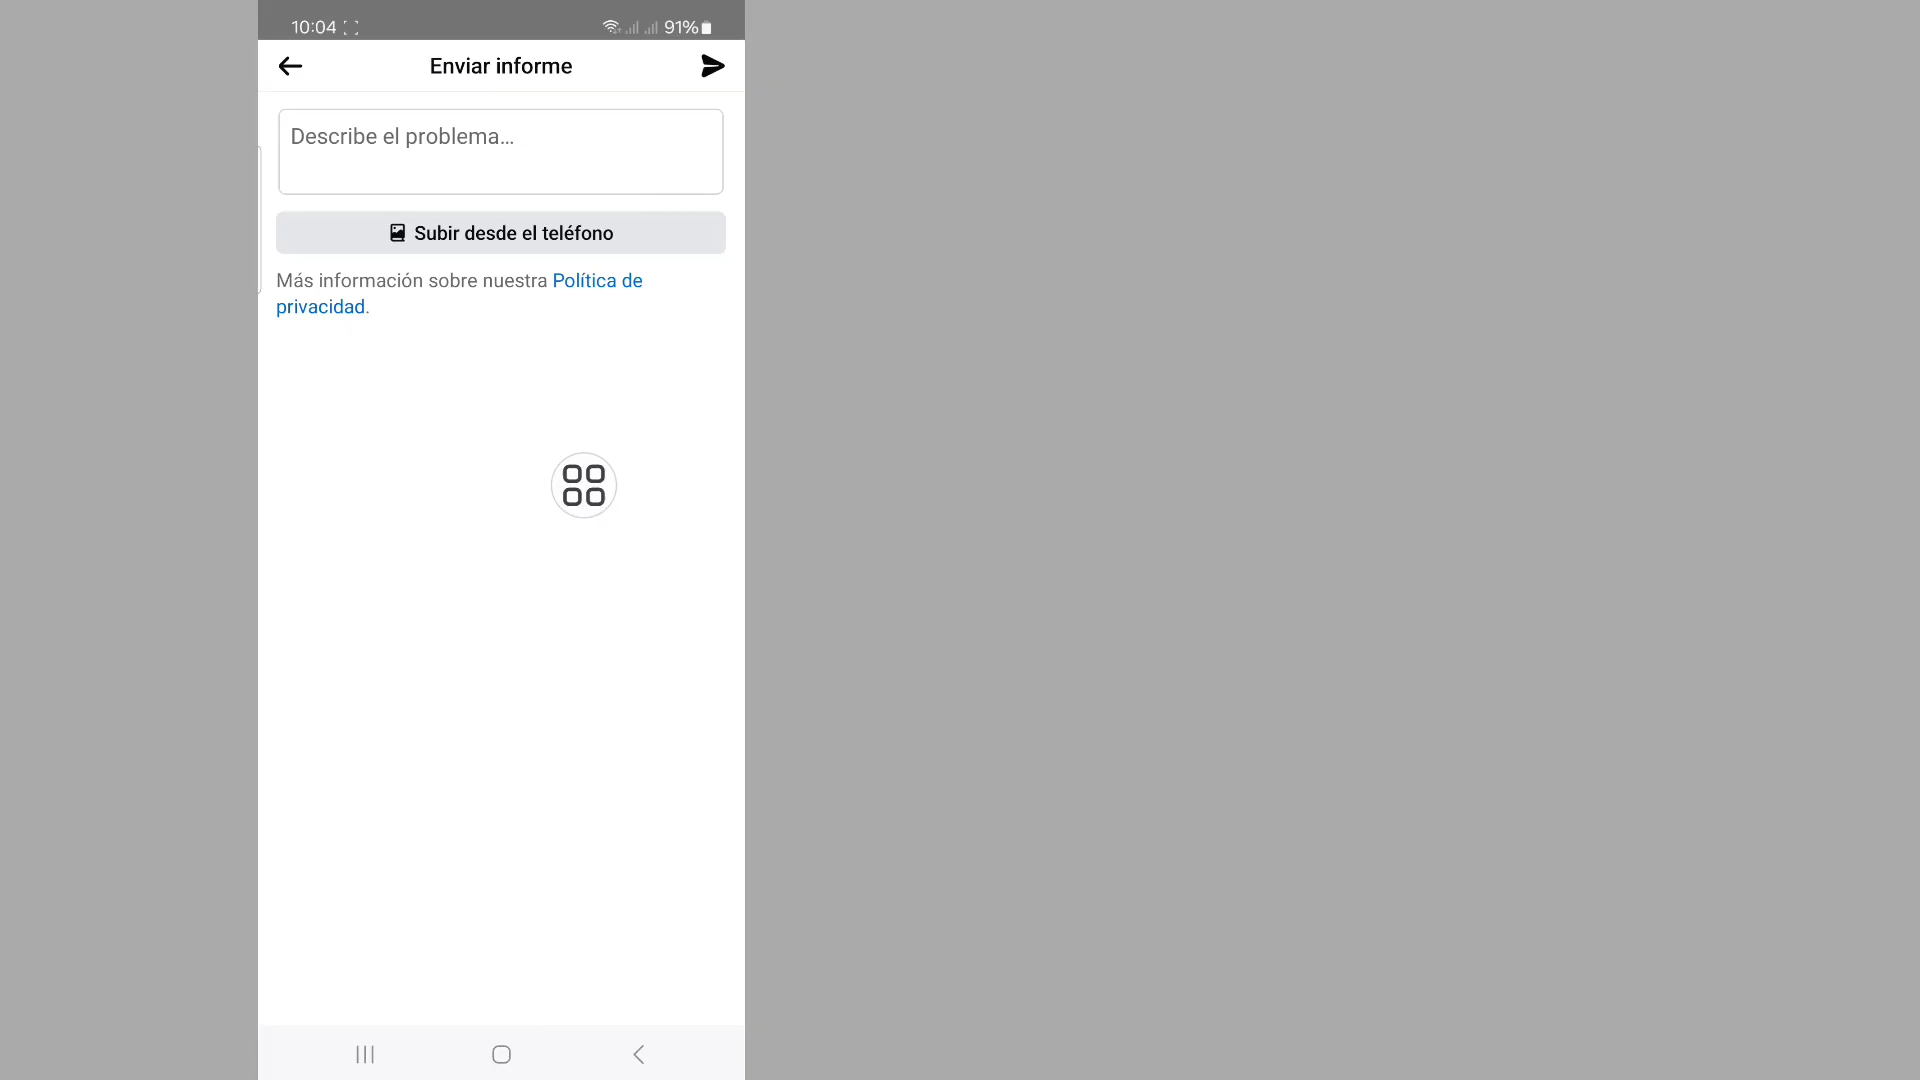 10:04
91%
Enviar informe
Describe el problema...
Subir desde el teléfono
Más información sobre nuestra Política de
privacidad.